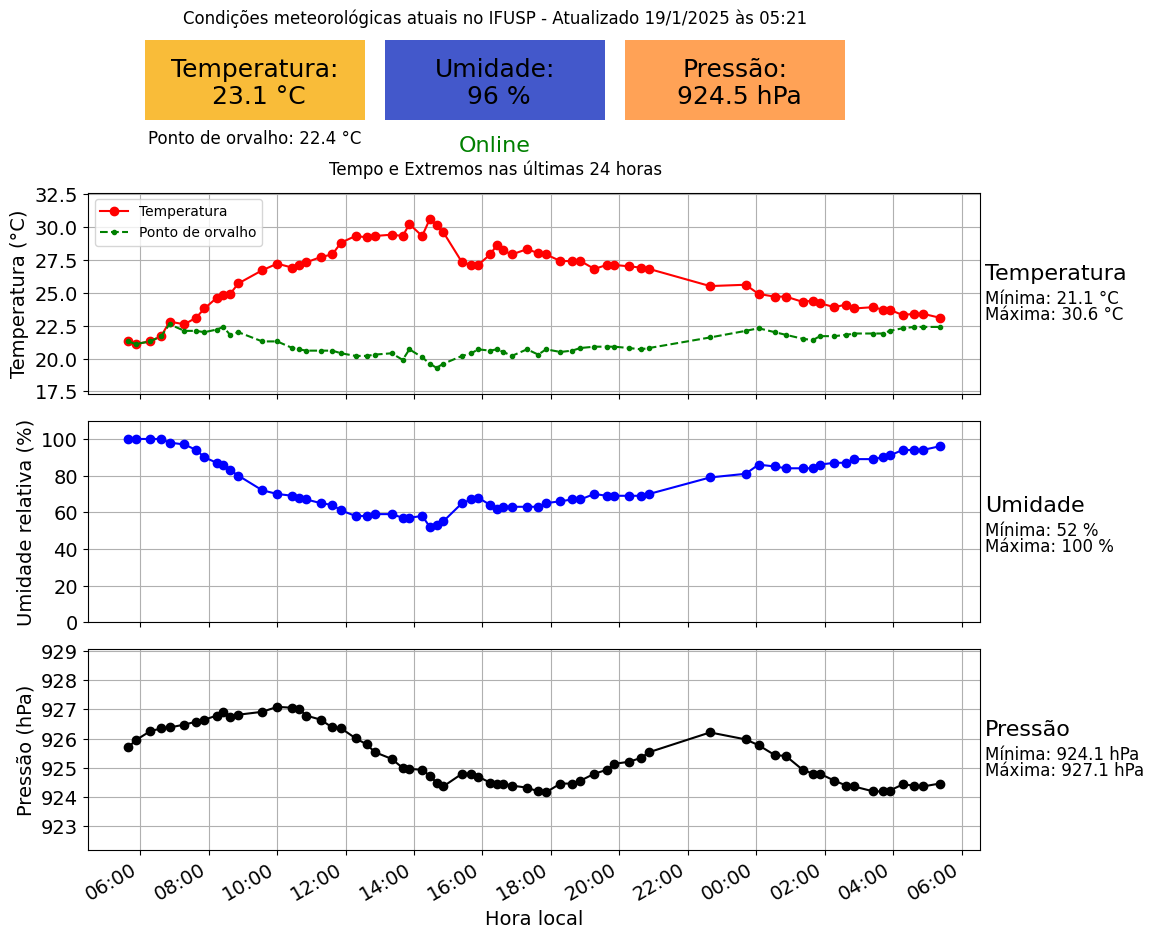 Condições meteorológicas atuais no IFUSP - Atualizado 19/1/2025 às 05:21
Temperatura:
23.1 °C
Umidade:
96 %
Pressão:
924.5 hPa
Ponto de orvalho: 22.4 °C
Online
Tempo e Extremos nas últimas 24 horas
Temperatura (°C)
32.5
30.0
27.5
25.0
22.5
20.0
17.5
Temperatura
Ponto de orvalho
Temperatura
Mínima: 21.1 °C
Máxima: 30.6 °C
Umidade relativa (%)
100
80
60
40
20
0
Umidade
Mínima: 52 %
Máxima: 100 %
Pressão (hPa)
929
928
927
926
925
924
923
Pressão
Mínima: 924.1 hPa
Máxima: 927.1 hPa
06:00
08:00
10:00
12:00
14:00
16:00
18:00
20:00
22:00
00:00
02:00
04:00
06:00
Hora local